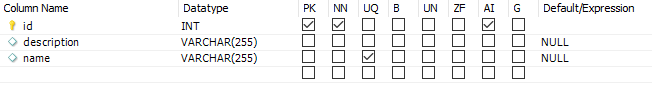 Column Name Datatype PK NN UQ B UN ZF AI G Default/Expression
id INT
description VARCHAR(255) NULL
name VARCHAR(255) NULL